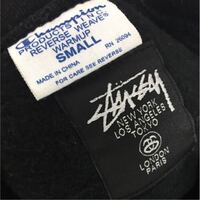 Champion
PRODUCTS INC.
REVERSE WEAVE®
WARMUP
SMALL
MADE IN CHINA
RN 26094
FOR CARE SEE REVERSE
STÜSSY
NEW YORK
LOS ANGELES
TOKYO
LONDON
PARIS